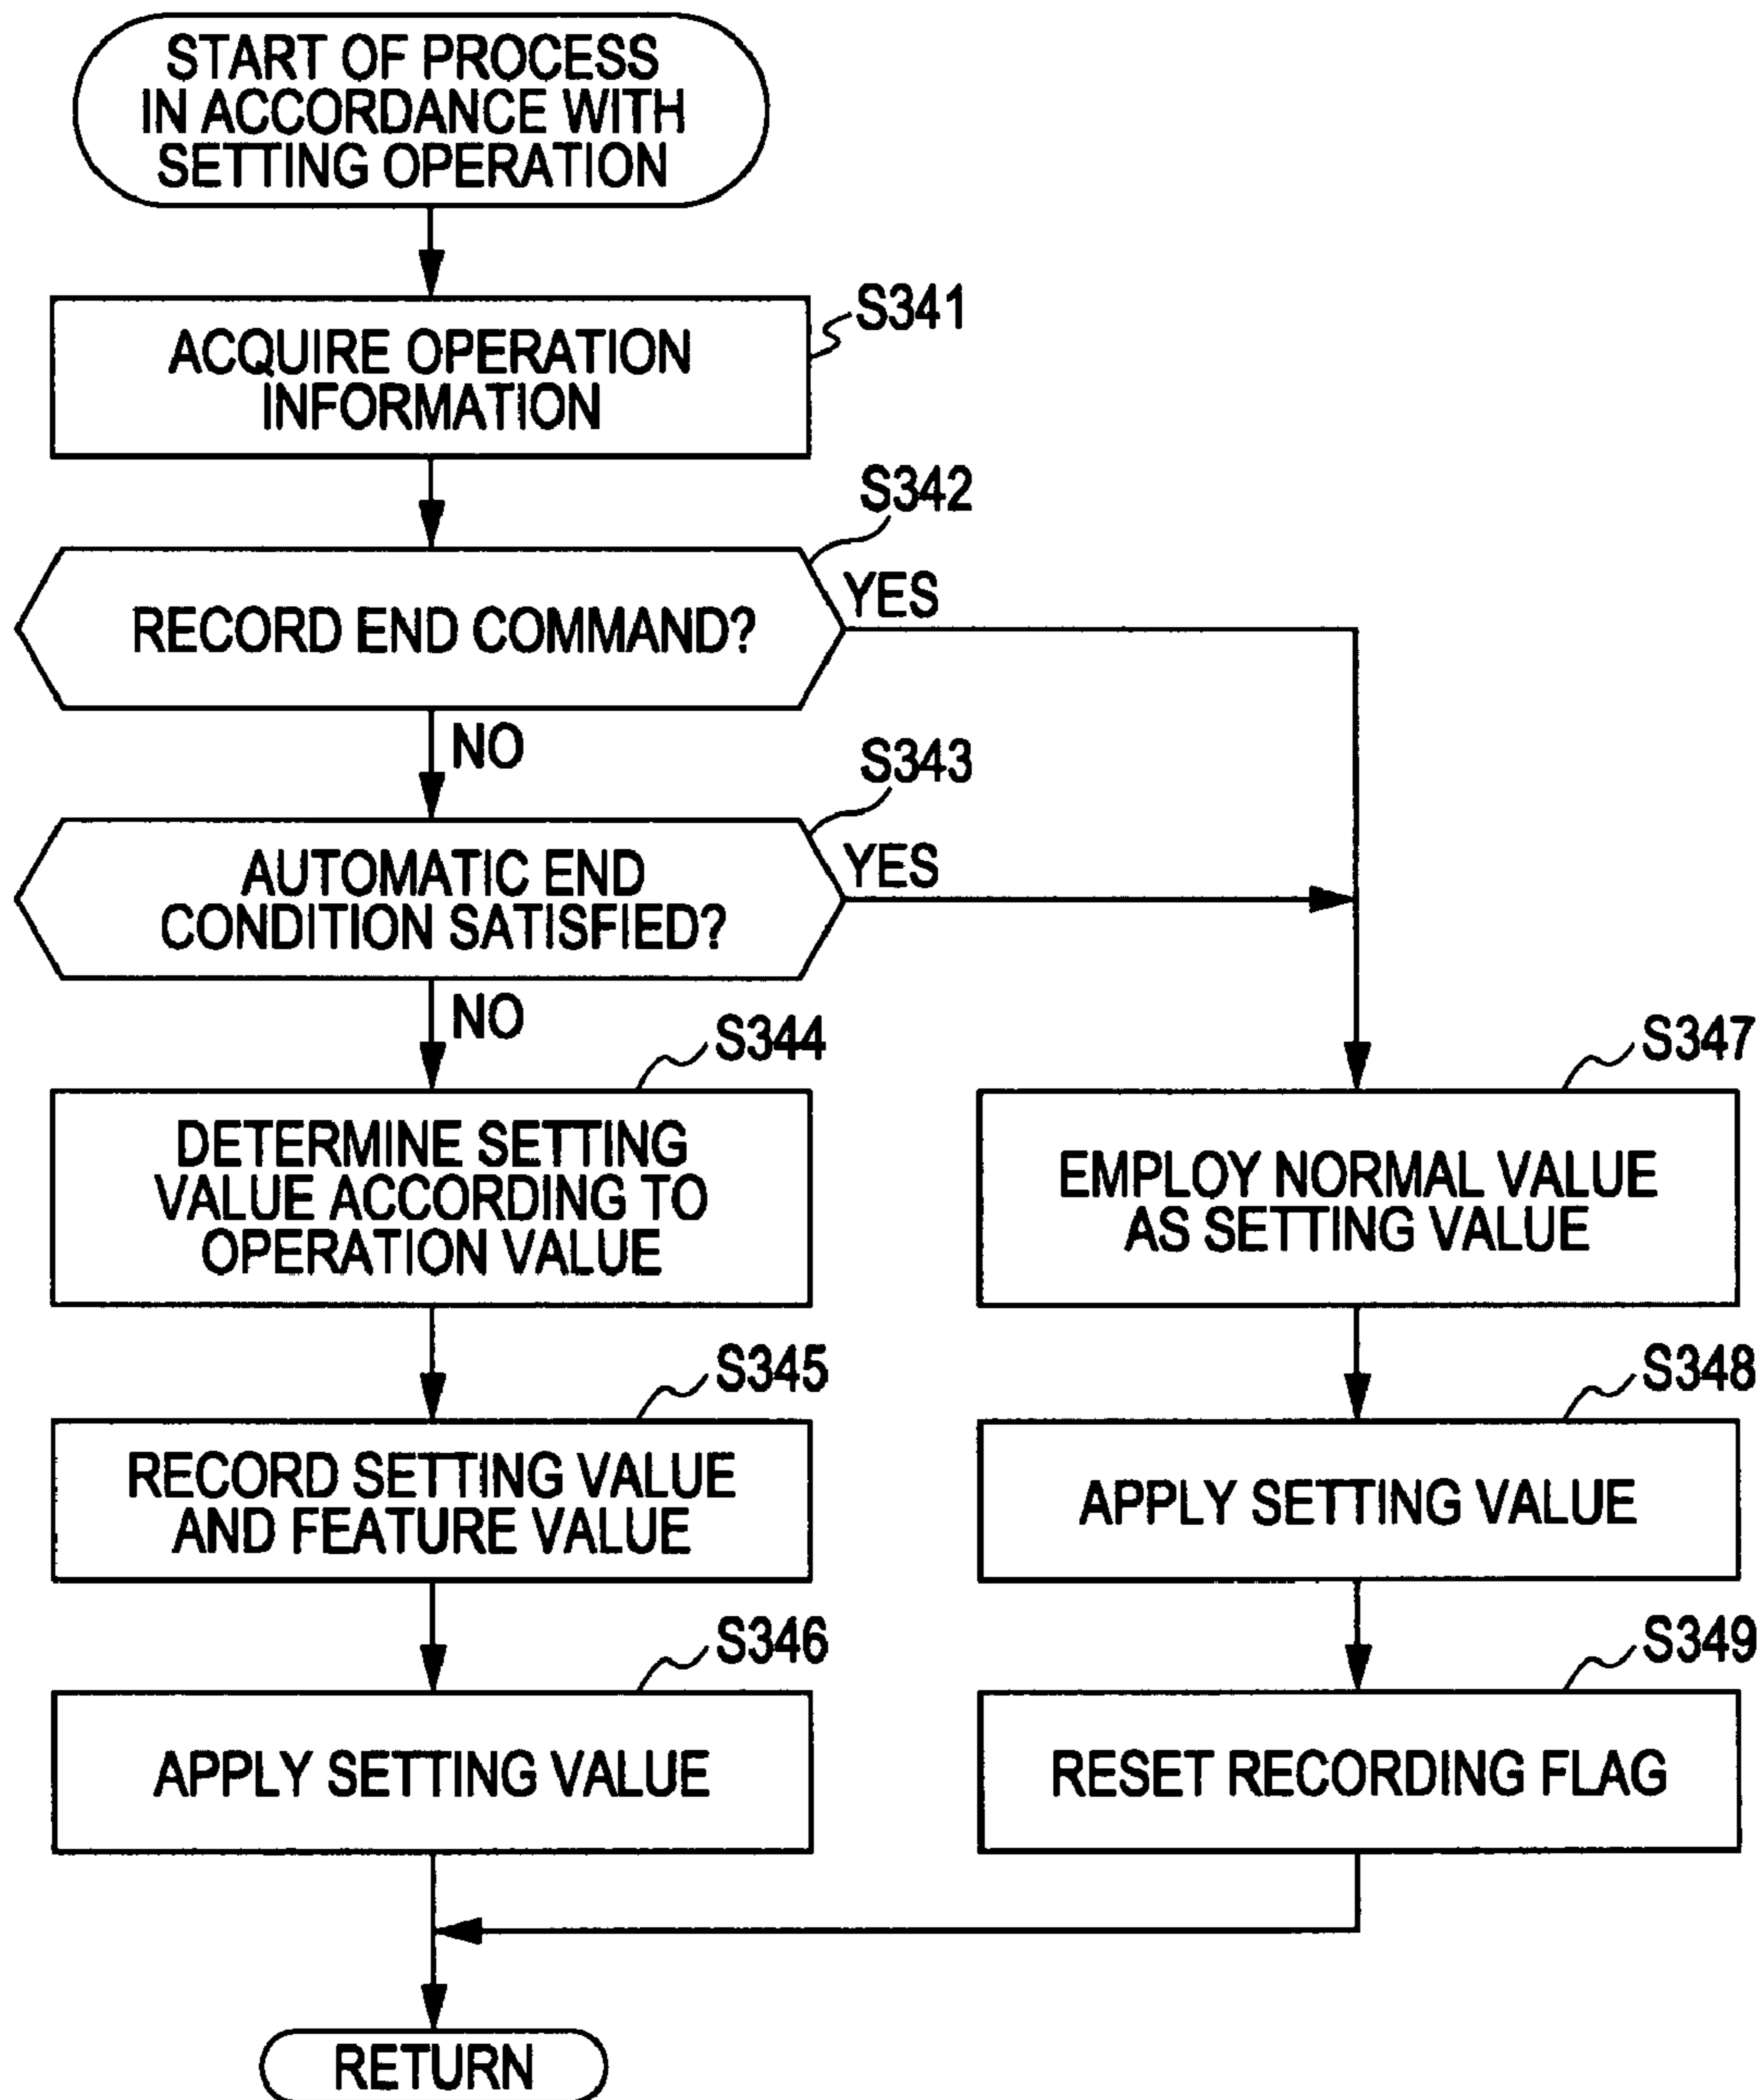 START OF PROCESS
IN ACCORDANCE WITH
SETTING OPERATION
S341
ACQUIRE OPERATION
INFORMATION
S342
RECORD END COMMAND?
YES
NO
S343
AUTOMATIC END
CONDITION SATISFIED?
YES
NO
S344
DETERMINE SETTING
VALUE ACCORDING TO
OPERATION VALUE
S345
RECORD SETTING VALUE
AND FEATURE VALUE
S346
APPLY SETTING VALUE
S347
EMPLOY NORMAL VALUE
AS SETTING VALUE
S348
APPLY SETTING VALUE
S349
RESET RECORDING FLAG
RETURN